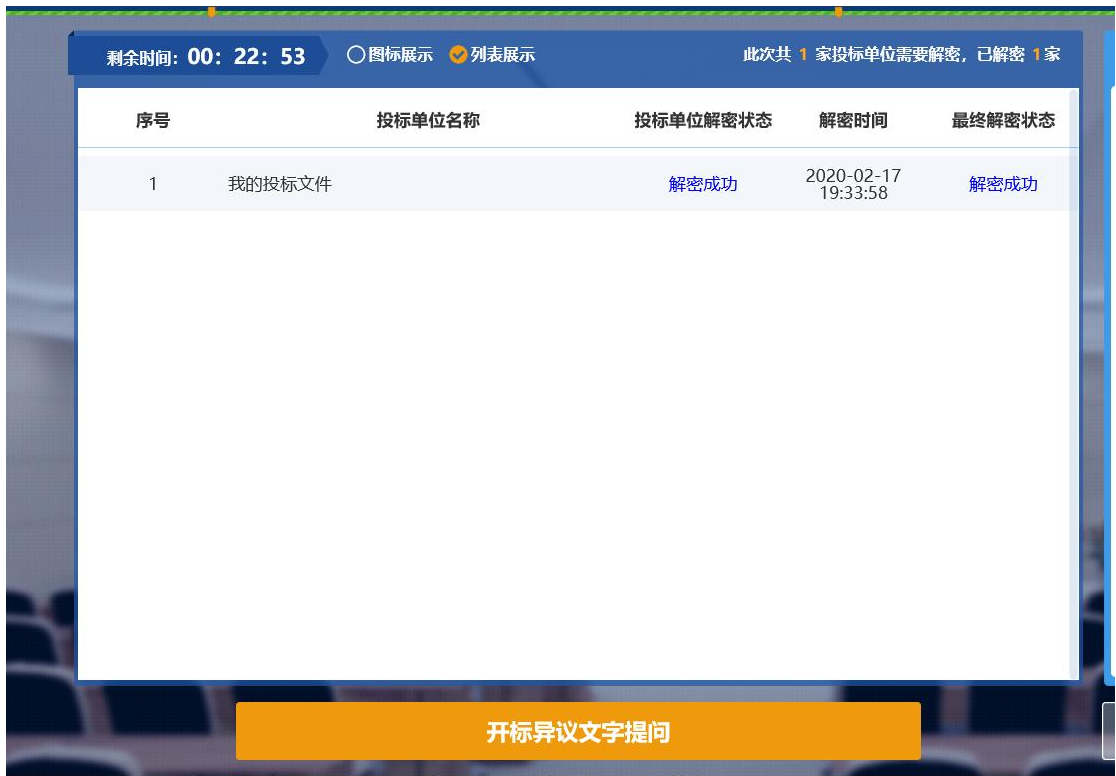 剩余时间：00：22：53 图标展示 列表展示 此次共 1 家投标单位需要解密，已解密 1家
序号 投标单位名称 投标单位解密状态 解密时间 最终解密状态
1 我的投标文件 解密成功 2020-02-17 19:33:58 解密成功
开标异议文字提问